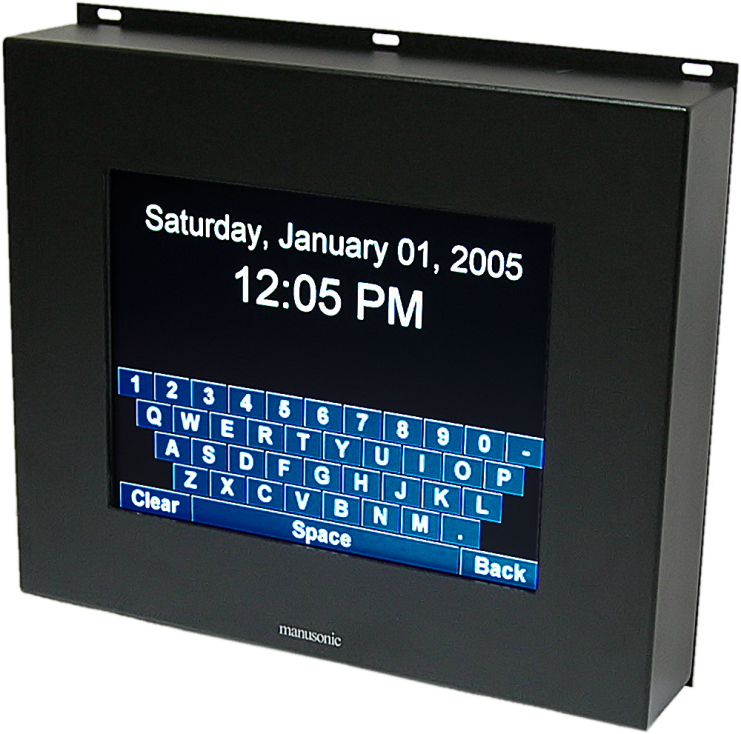 Saturday, January 01, 2005
12:05 PM
1 2 3 4 5 6 7 8 9 0 -
Q W E R T Y U I O P
A S D F G H J K L
Z X C V B N M .
Clear Space Back
manusonic